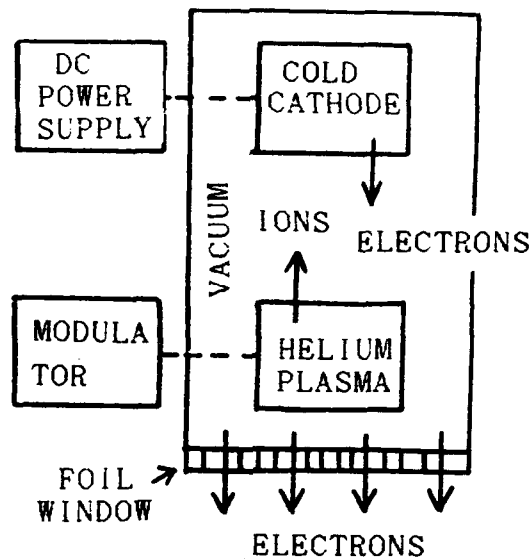 DC
POWER
SUPPLY
COLD
CATHODE
VACUUM
IONS
ELECTRONS
MODULA
TOR
HELIUM
PLASMA
FOIL
WINDOW
ELECTRONS